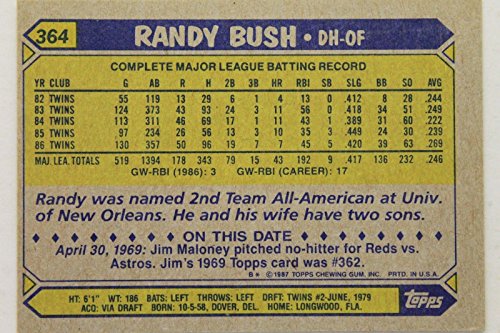 364 RANDY BUSH • DH-OF
COMPLETE MAJOR LEAGUE BATTING RECORD
YR CLUB G AB R H 2B 3B HR RBI SB SLG BB SO AVG
82 TWINS 55 119 13 29 6 1 4 13 0 .412 8 28 .244
83 TWINS 124 373 43 93 24 3 11 56 0 .418 34 51 .249
84 TWINS 113 311 46 69 17 1 11 43 1 .389 31 60 .222
85 TWINS 97 234 26 56 13 3 10 35 3 .449 24 30 .239
86 TWINS 130 357 50 96 19 7 7 45 5 .420 39 63 .269
MAJ. LEA. TOTALS 519 1394 178 343 79 15 43 192 9 .417 136 232 .246
GW-RBI (1986): 3 GW-RBI (CAREER): 17
Randy was named 2nd Team All-American at Univ.
of New Orleans. He and his wife have two sons.
ON THIS DATE
April 30, 1969: Jim Maloney pitched no-hitter for Reds vs.
Astros. Jim's 1969 Topps card was #362.
B* ©1987 TOPPS CHEWING GUM, INC. PRTD. IN U.S.A.
HT: 6'1" WT: 186 BATS: LEFT THROWS: LEFT DRFT: TWINS #2-JUNE, 1979
ACQ: VIA DRAFT BORN: 10-5-58, DOVER, DEL. HOME: LONGWOOD, FLA.
Topps